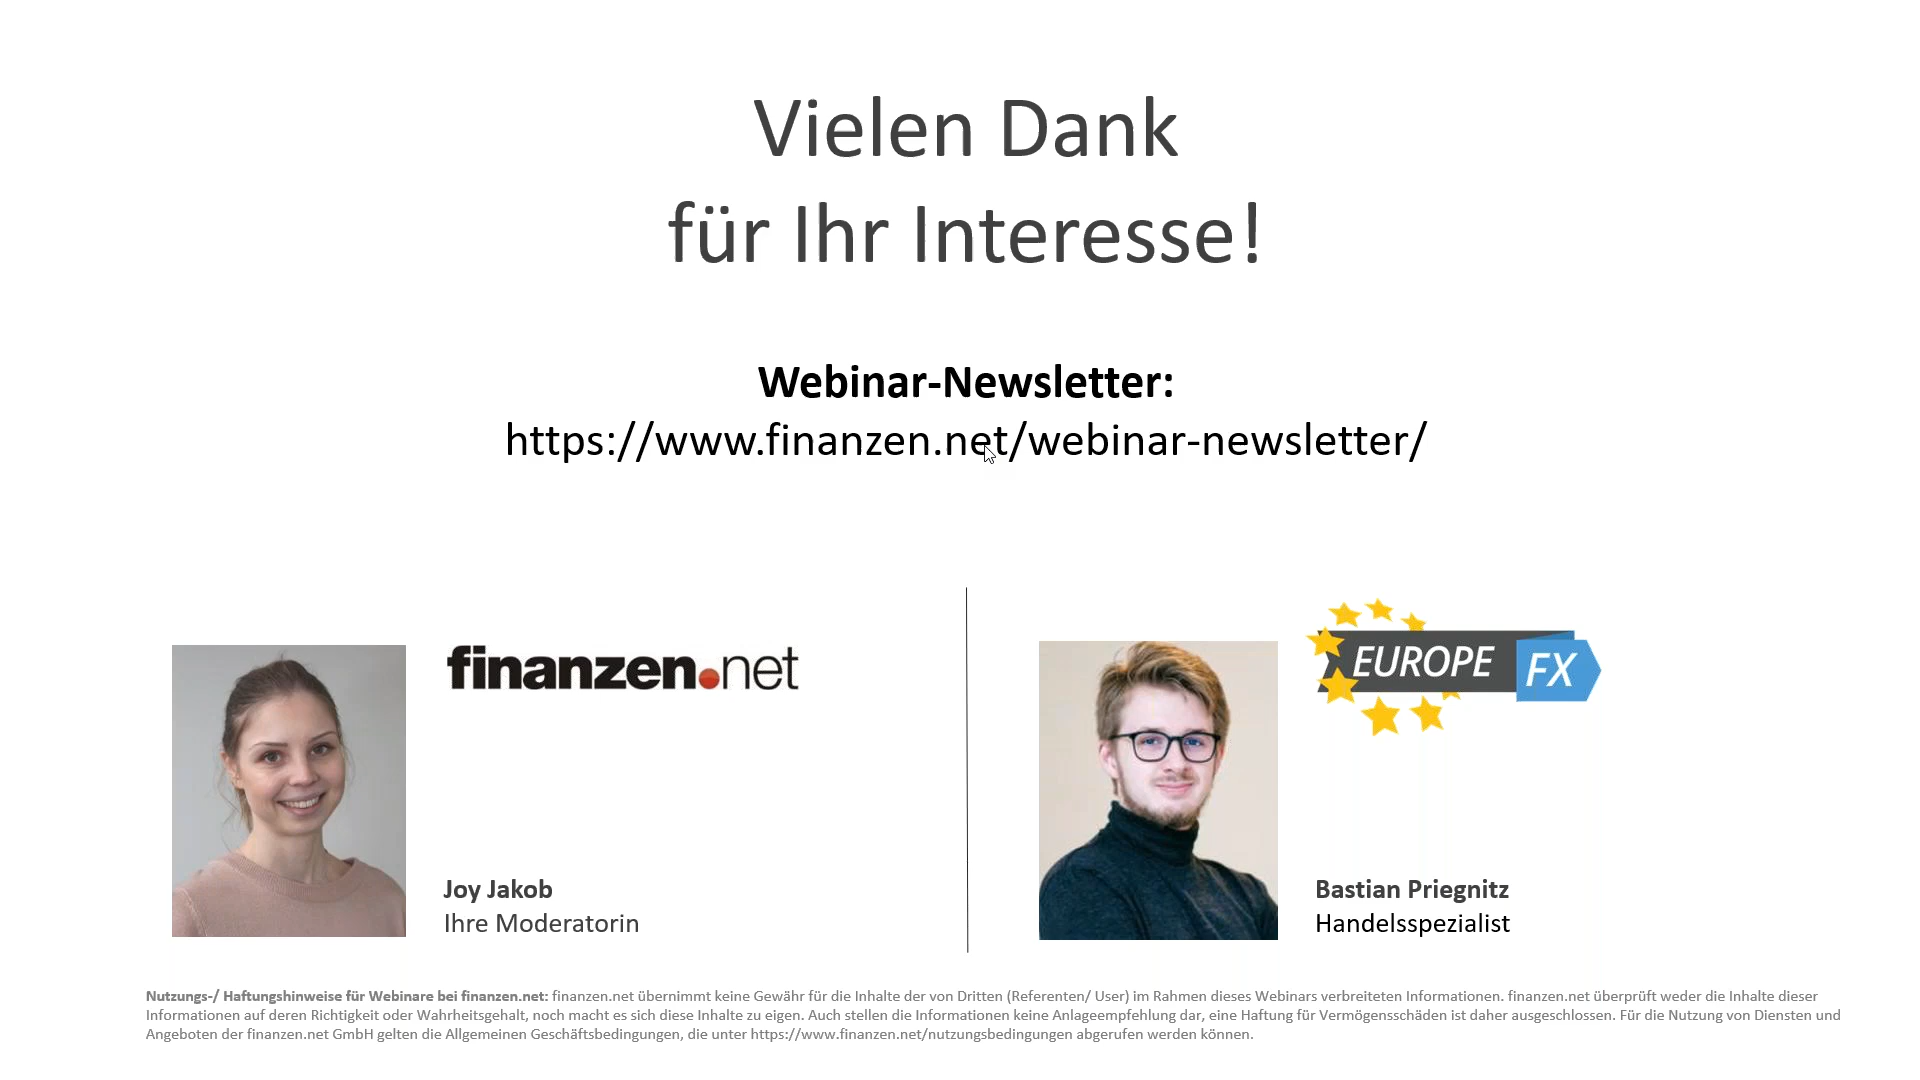 Vielen Dank
für Ihr Interesse!
Webinar-Newsletter:
https://www.finanzen.net/webinar-newsletter/
finanzen.net
Joy Jakob
Ihre Moderatorin
EUROPE FX
Bastian Priegnitz
Handelsspezialist
Nutzungs-/ Haftungshinweise für Webinare bei finanzen.net: finanzen.net übernimmt keine Gewähr für die Inhalte der von Dritten (Referenten/ User) im Rahmen dieses Webinars verbreiteten Informationen. finanzen.net überprüft weder die Inhalte dieser
Informationen auf deren Richtigkeit oder Wahrheitsgehalt, noch macht es sich diese Inhalte zu eigen. Auch stellen die Informationen keine Anlageempfehlung dar, eine Haftung für Vermögensschäden ist daher ausgeschlossen. Für die Nutzung von Diensten und
Angeboten der finanzen.net GmbH gelten die Allgemeinen Geschäftsbedingungen, die unter https://www.finanzen.net/nutzungsbedingungen abgerufen werden können.